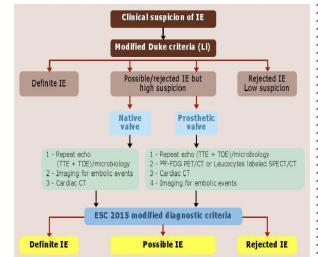 Clinical suspicion of IE
Modified Duke criteria (Li)
Definite IE
Possible/rejected IE but
high suspicion
Rejected IE
Low suspicion
Native
valve
Prosthetic
valve
1 - Repeat echo
(TTE + TOE)/microbiology
2 - Imaging for embolic events
3 - Cardiac CT
1 - Repeat echo (TTE + TOE)/microbiology
2 - ¹⁸F-FDG PET/CT or Leucocytes labeled SPECT/CT
3 - Cardiac CT
4 - Imaging for embolic events
ESC 2015 modified diagnostic criteria
Definite IE
Possible IE
Rejected IE